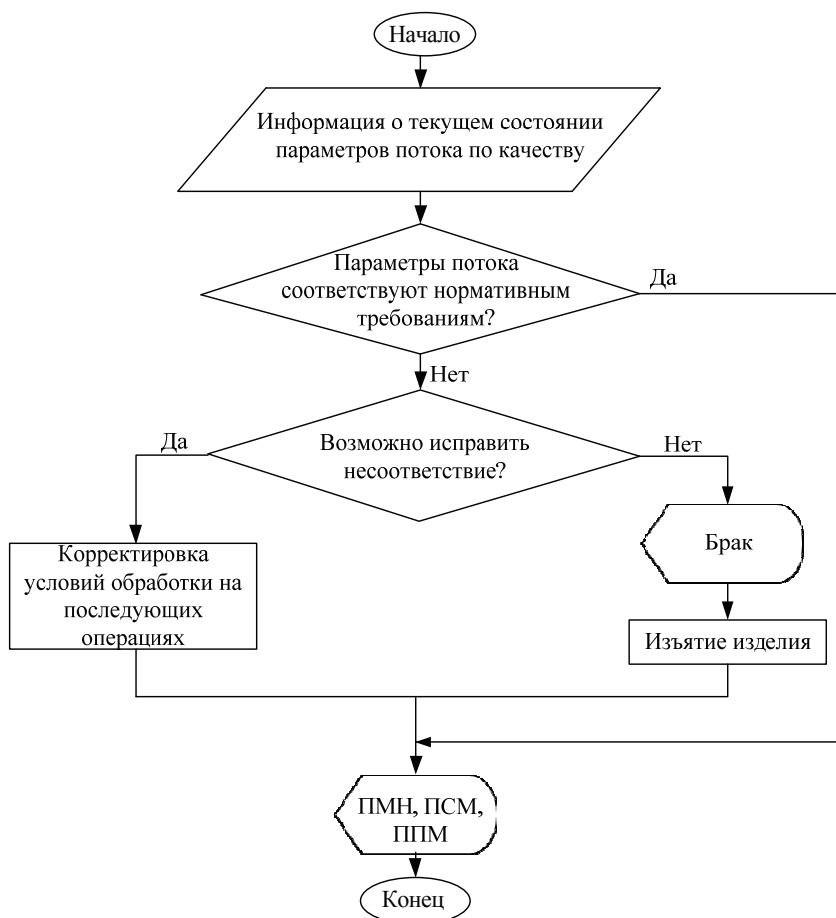 Начало
Информация о текущем состоянии
параметров потока по качеству
Параметры потока
соответствуют нормативным
требованиям?
Да
Нет
Возможно исправить
несоответствие?
Да
Нет
Корректировка
условий обработки на
последующих
операциях
Брак
Изъятие изделия
ПМН, ПСМ,
ППМ
Конец